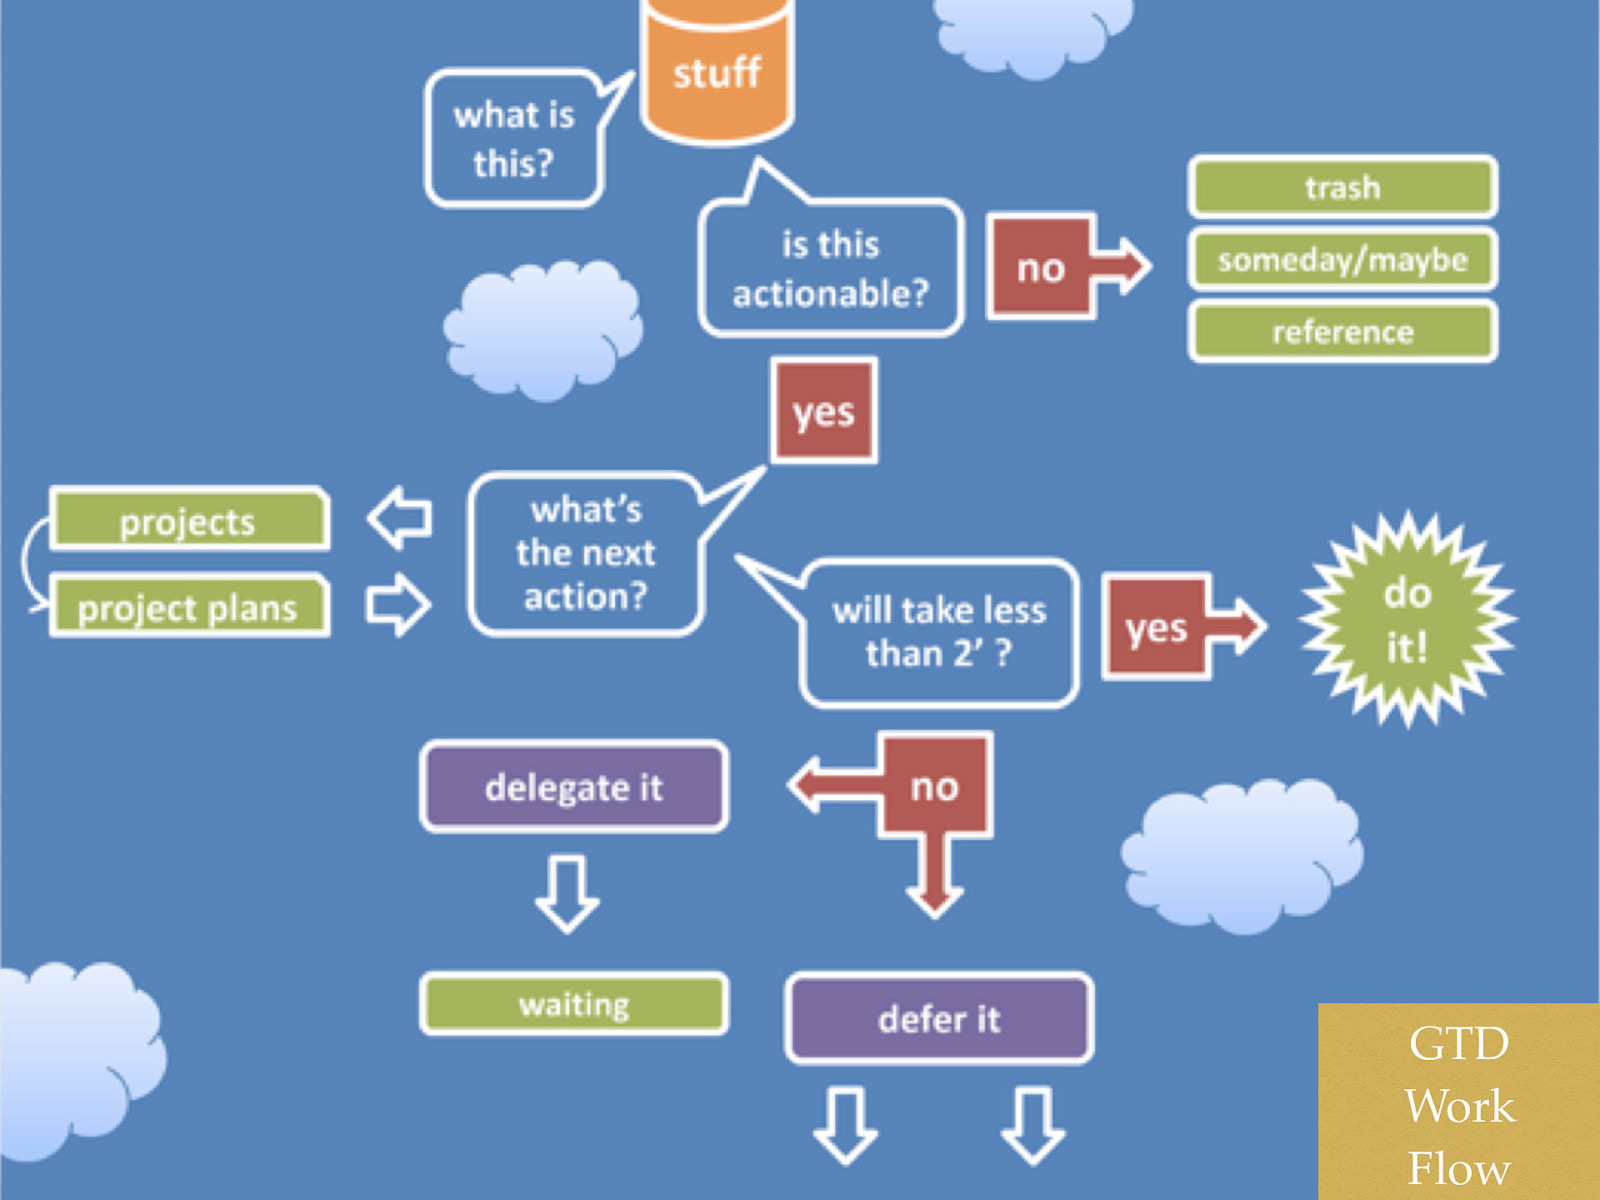 stuff
what is
this?
is this
actionable?
no
trash
someday/maybe
reference
yes
projects
project plans
what's
the next
action?
will take less
than 2' ?
yes
do
it!
delegate it
no
waiting
defer it
GTD
Work
Flow